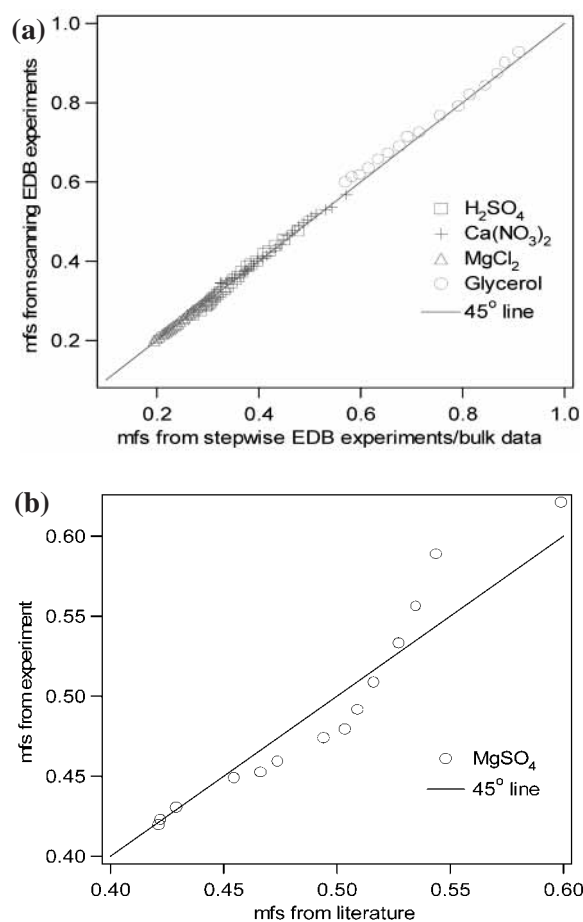 (a)
1.0
0.8
0.6
0.4
0.2
mfs from scanning EDB experiments
H₂SO₄
Ca(NO₃)₂
MgCl₂
Glycerol
45° line
0.2 0.4 0.6 0.8 1.0
mfs from stepwise EDB experiments/bulk data
(b)
0.60
0.55
0.50
0.45
0.40
mfs from experiment
MgSO₄
45° line
0.40 0.45 0.50 0.55 0.60
mfs from literature